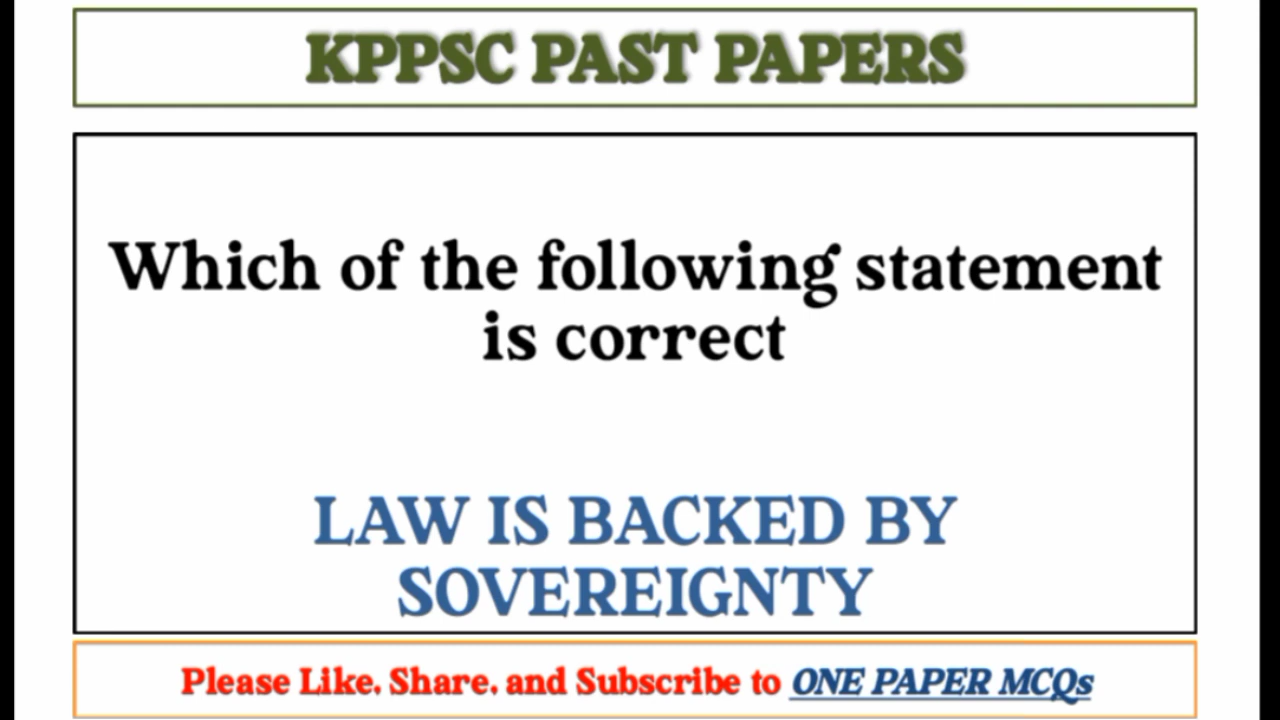 KPPSC PAST PAPERS
Which of the following statement
is correct
LAW IS BACKED BY
SOVEREIGNTY
Please Like. Share. and Subscribe to ONE PAPER MCQs